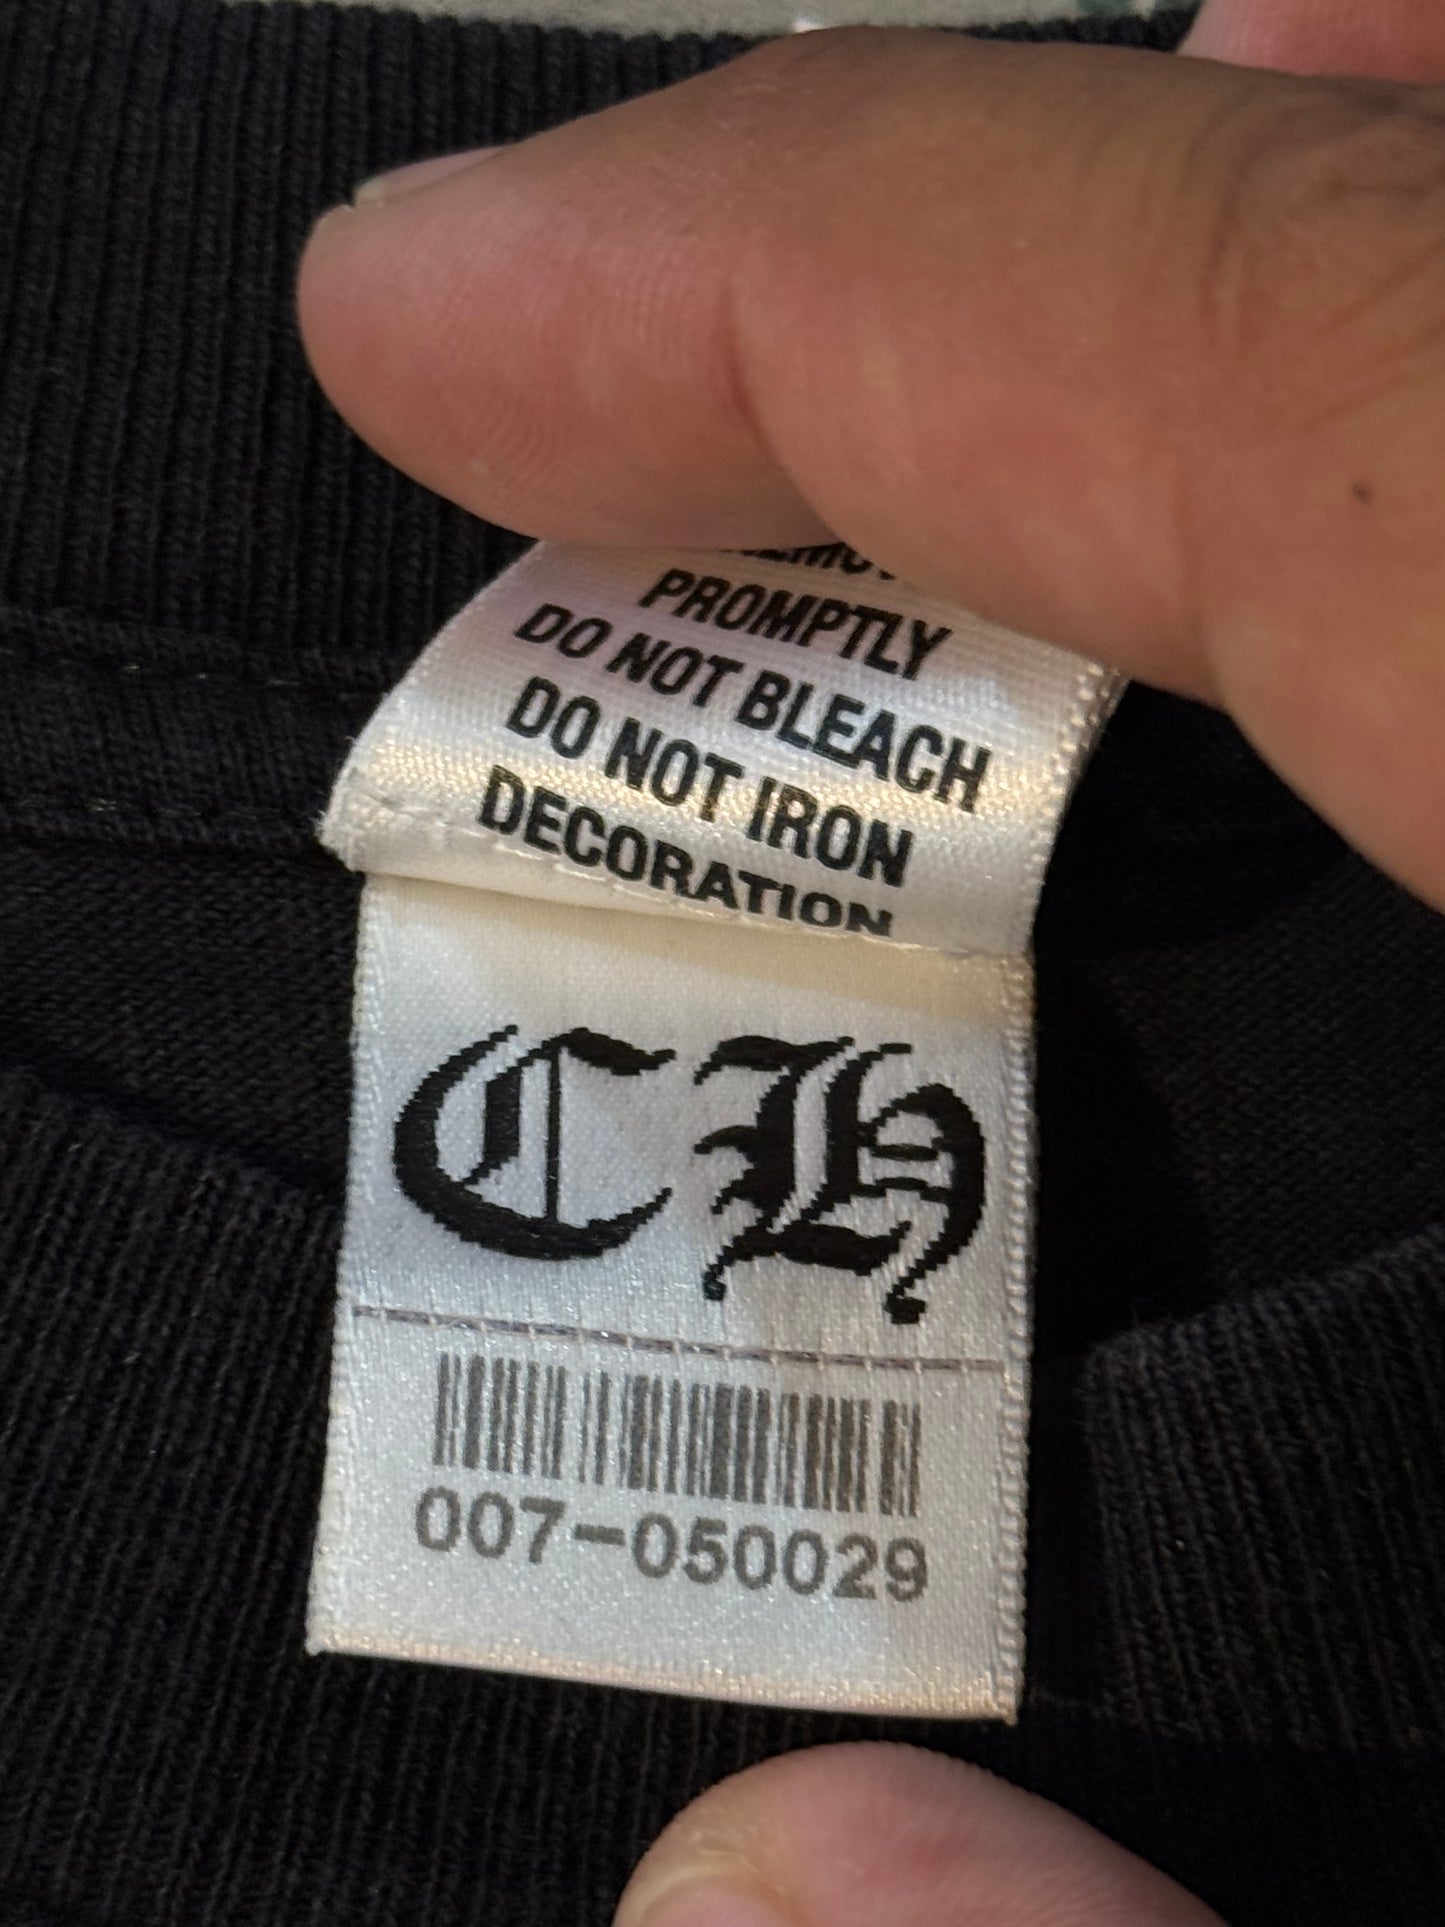 PROMPTLY
DO NOT BLEACH
DO NOT IRON
DECORATION
CH
007-050029